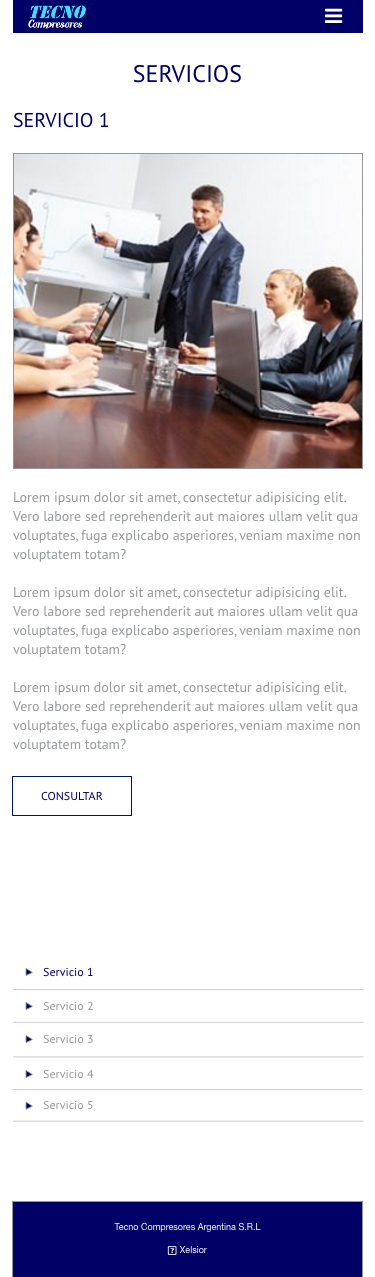 TECNO
Compresores
SERVICIOS
SERVICIO 1
Lorem ipsum dolor sit amet, consectetur adipisicing elit.
Vero labore sed reprehenderit aut maiores ullam velit qua
voluptates, fuga explicabo asperiores, veniam maxime non
voluptatem totam?
Lorem ipsum dolor sit amet, consectetur adipisicing elit.
Vero labore sed reprehenderit aut maiores ullam velit qua
voluptates, fuga explicabo asperiores, veniam maxime non
voluptatem totam?
Lorem ipsum dolor sit amet, consectetur adipisicing elit.
Vero labore sed reprehenderit aut maiores ullam velit qua
voluptates, fuga explicabo asperiores, veniam maxime non
voluptatem totam?
CONSULTAR
Servicio 1
Servicio 2
Servicio 3
Servicio 4
Servicio 5
Tecno Compresores Argentina S.R.L
Xelsior